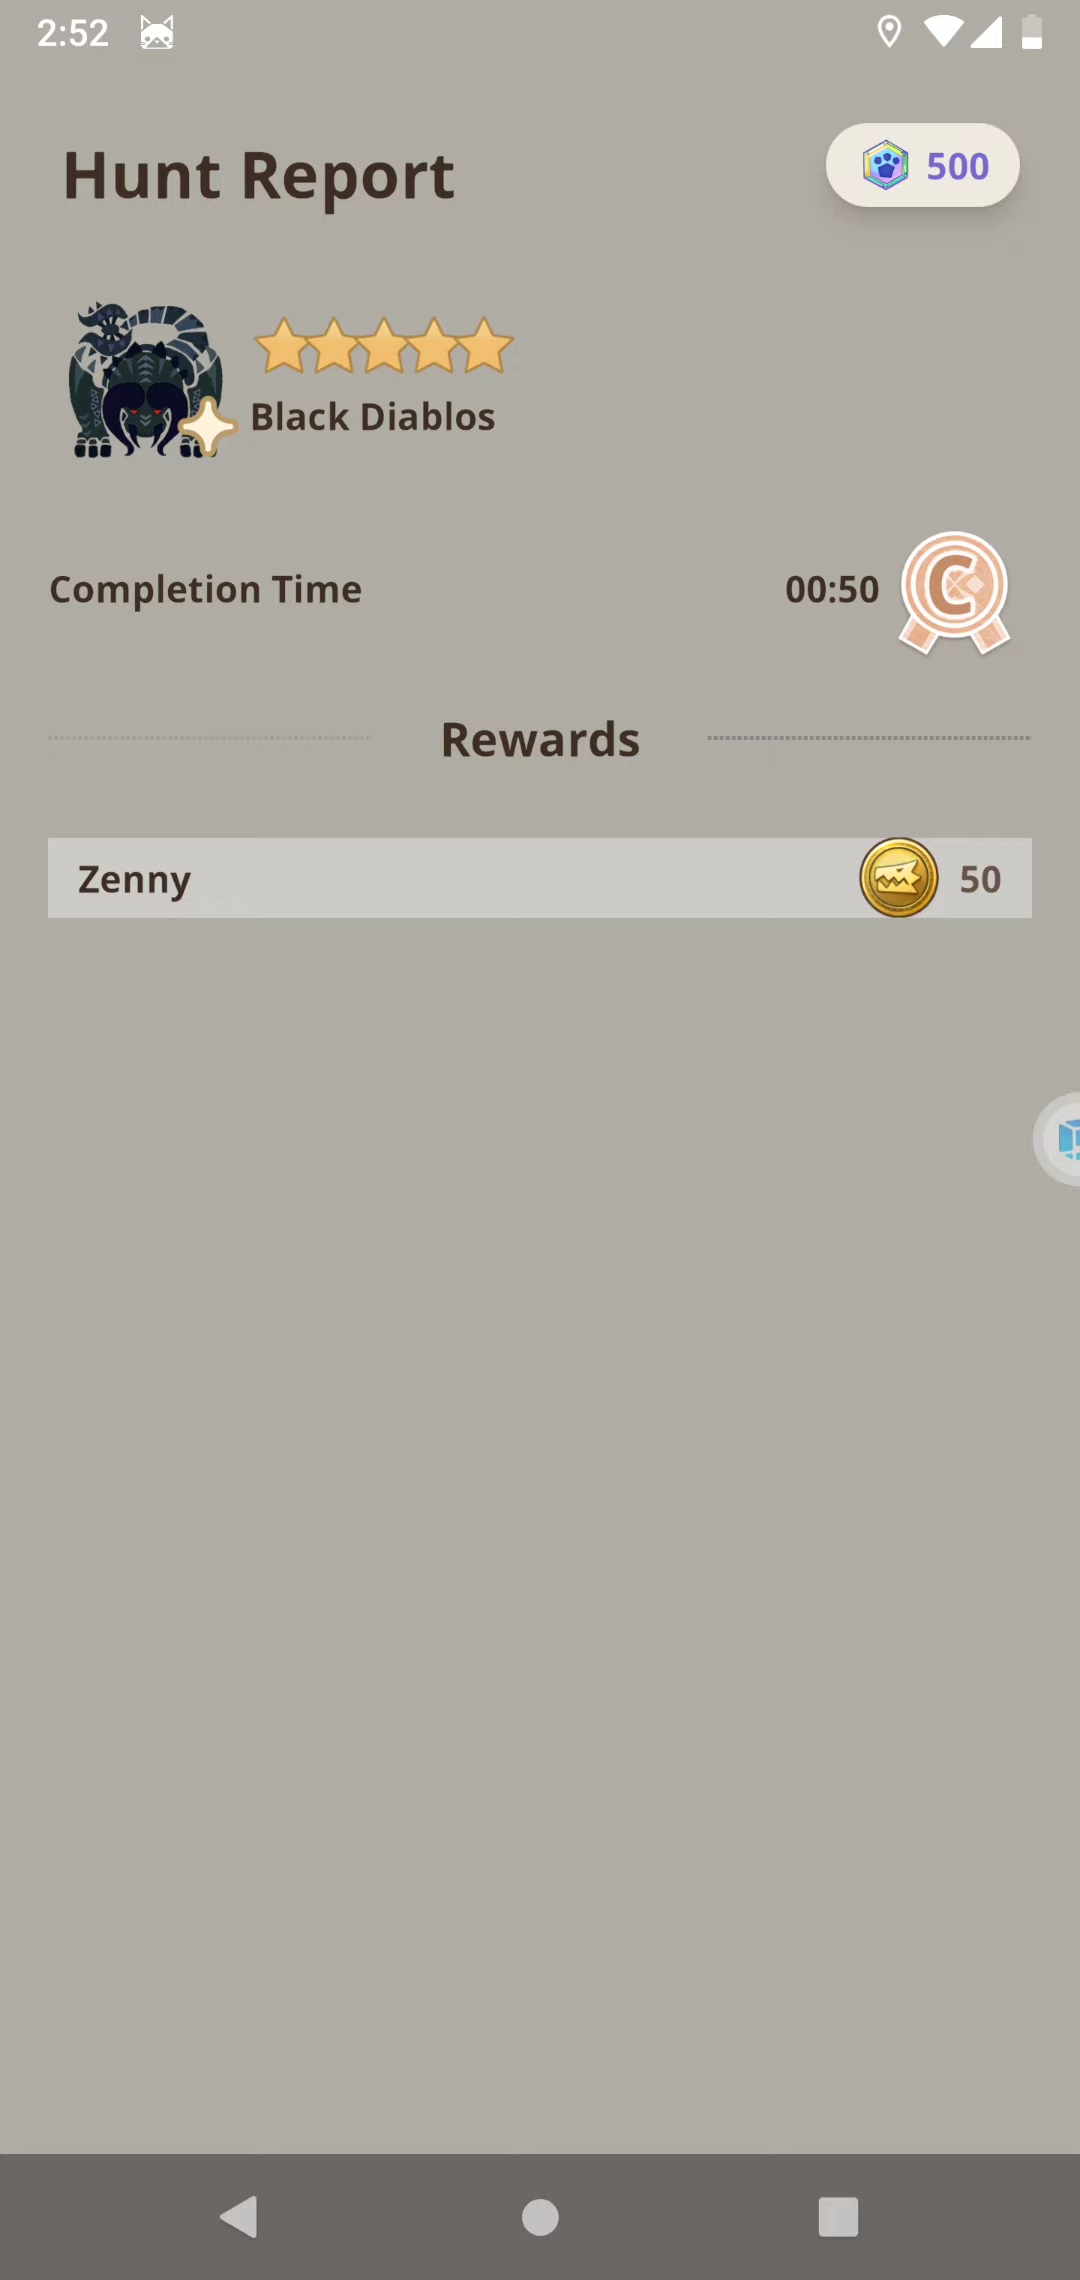 2:52
Hunt Report
500
Black Diablos
Completion Time
00:50
C
Rewards
Zenny
50